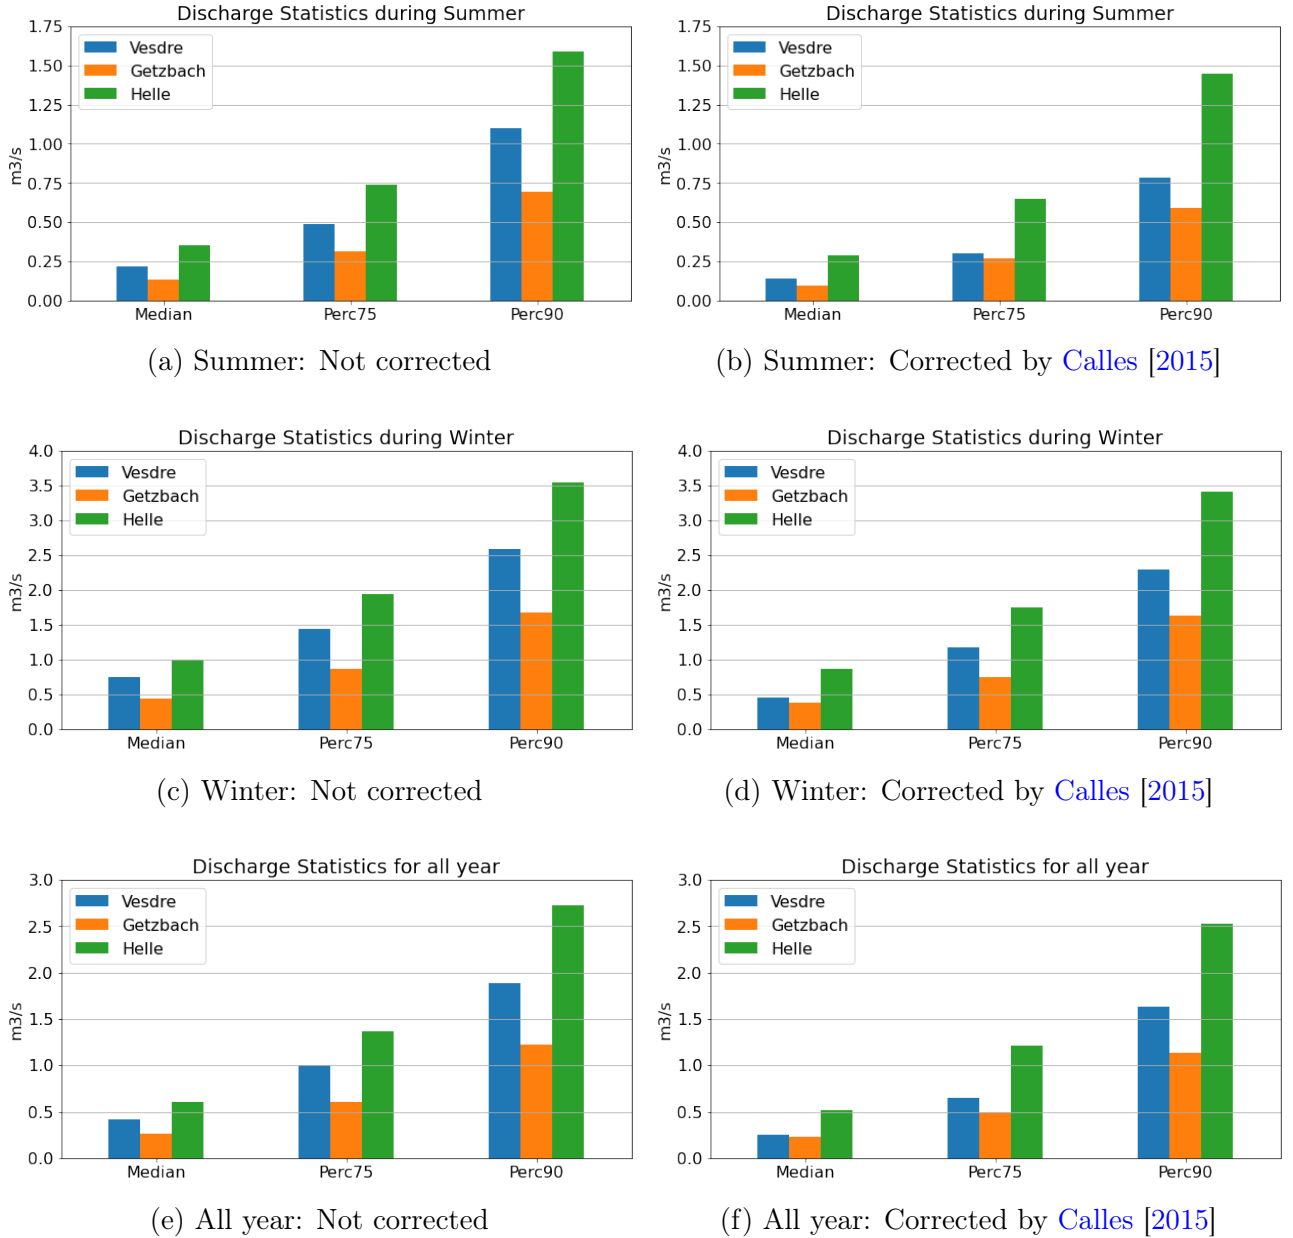 Discharge Statistics during Summer
1.75
1.50
1.25
1.00
0.75
0.50
0.25
0.00
m3/s
Vesdre
Getzbach
Helle
Median Perc75 Perc90
(a) Summer: Not corrected
Discharge Statistics during Summer
1.75
1.50
1.25
1.00
0.75
0.50
0.25
0.00
m3/s
Vesdre
Getzbach
Helle
Median Perc75 Perc90
(b) Summer: Corrected by Calles [2015]
Discharge Statistics during Winter
4.0
3.5
3.0
2.5
2.0
1.5
1.0
0.5
0.0
m3/s
Vesdre
Getzbach
Helle
Median Perc75 Perc90
(c) Winter: Not corrected
Discharge Statistics during Winter
4.0
3.5
3.0
2.5
2.0
1.5
1.0
0.5
0.0
m3/s
Vesdre
Getzbach
Helle
Median Perc75 Perc90
(d) Winter: Corrected by Calles [2015]
Discharge Statistics for all year
3.0
2.5
2.0
1.5
1.0
0.5
0.0
m3/s
Vesdre
Getzbach
Helle
Median Perc75 Perc90
(e) All year: Not corrected
Discharge Statistics for all year
3.0
2.5
2.0
1.5
1.0
0.5
0.0
m3/s
Vesdre
Getzbach
Helle
Median Perc75 Perc90
(f) All year: Corrected by Calles [2015]